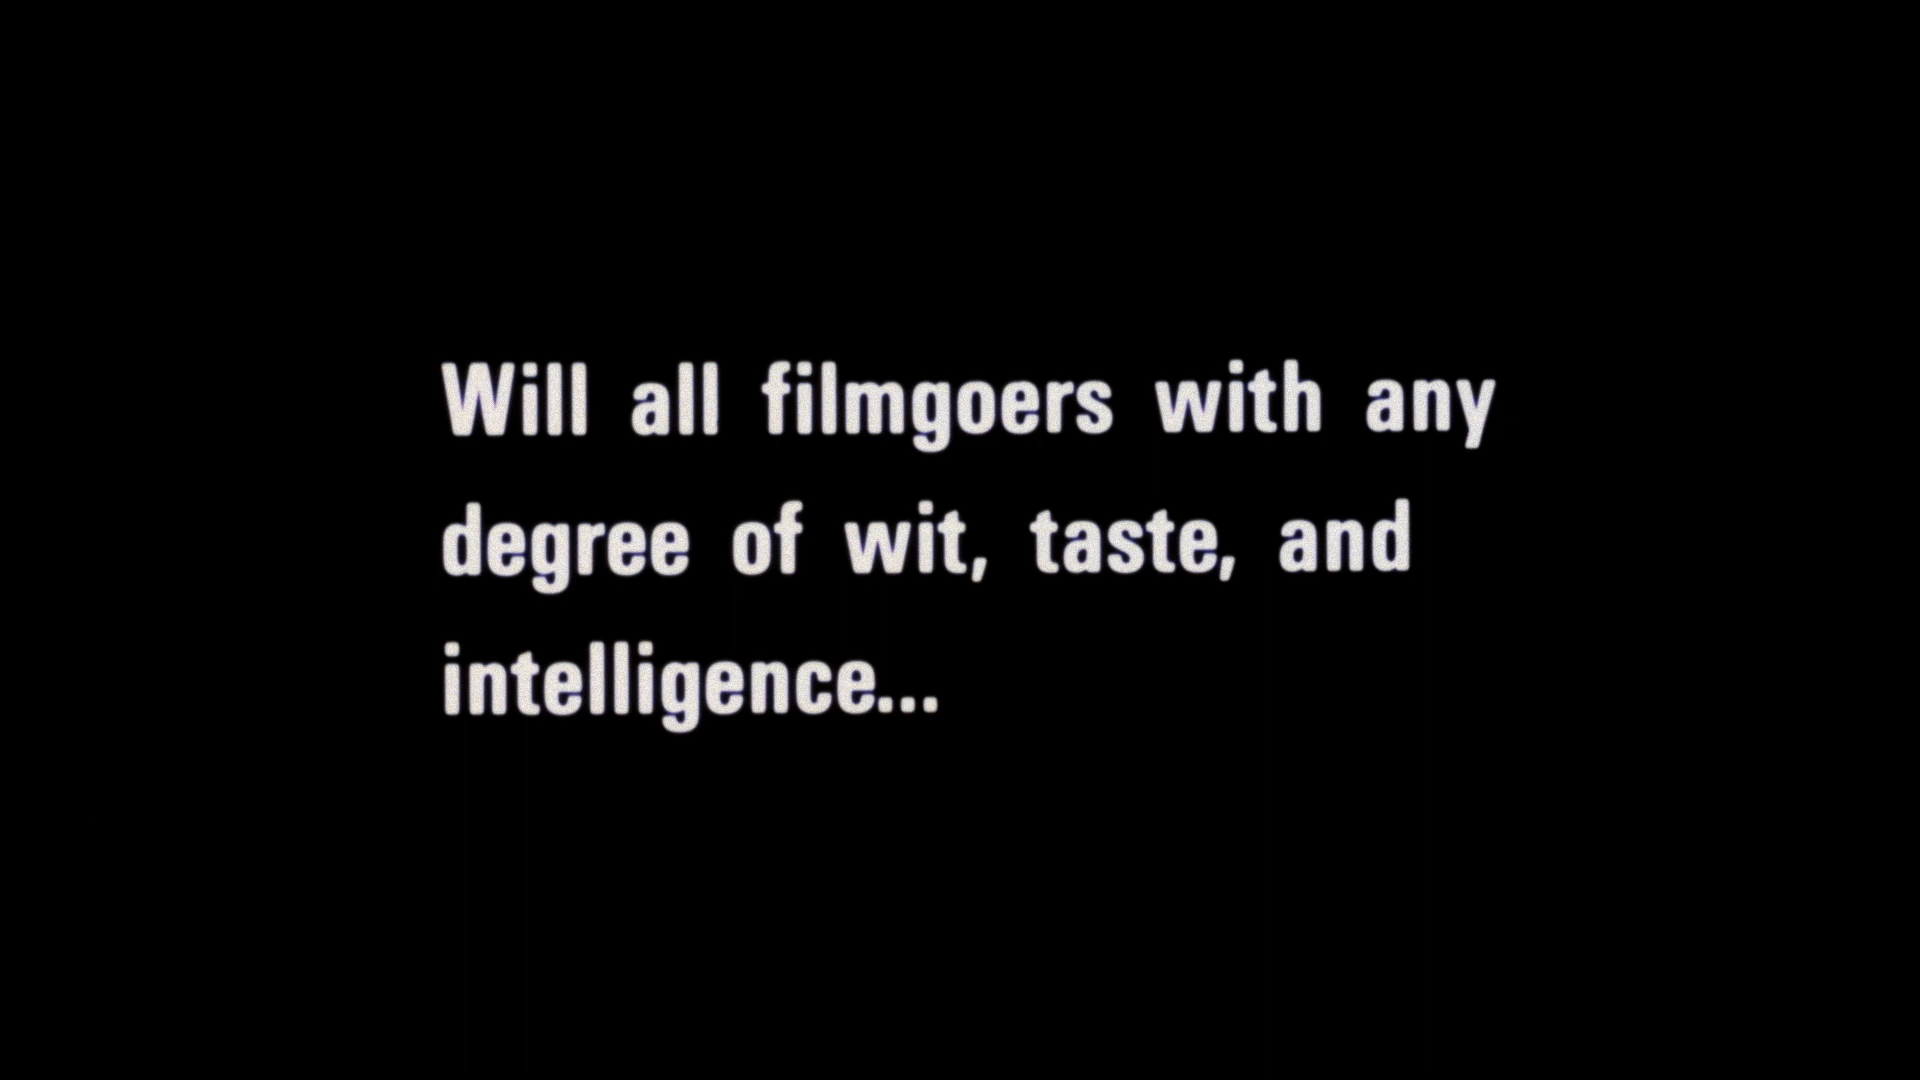 Will all filmgoers with any
degree of wit, taste, and
intelligence...